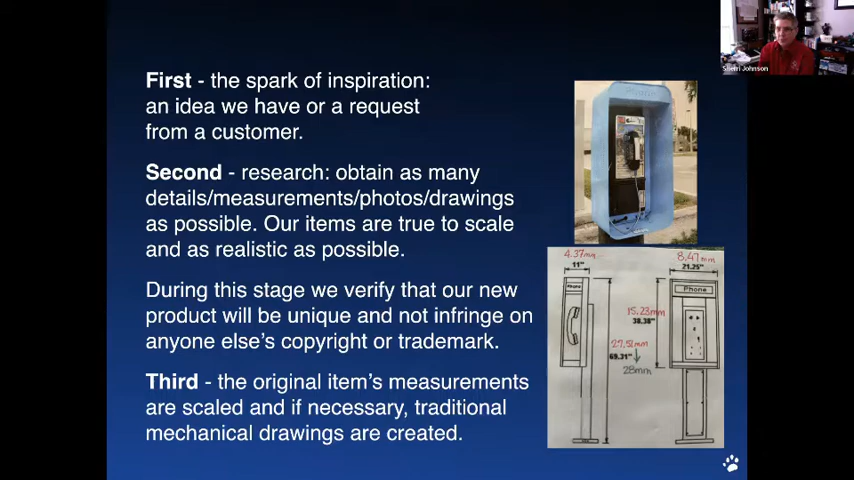 Sherri Johnson
First - the spark of inspiration:
an idea we have or a request
from a customer.
Second - research: obtain as many
details/measurements/photos/drawings
as possible. Our items are true to scale
and as realistic as possible.
During this stage we verify that our new
product will be unique and not infringe on
anyone else's copyright or trademark.
Third - the original item's measurements
are scaled and if necessary, traditional
mechanical drawings are created.
4.37mm
11"
8.47mm
21.25"
Phone
Phone
15.23mm
38.38"
27.51mm
69.31"
28mm